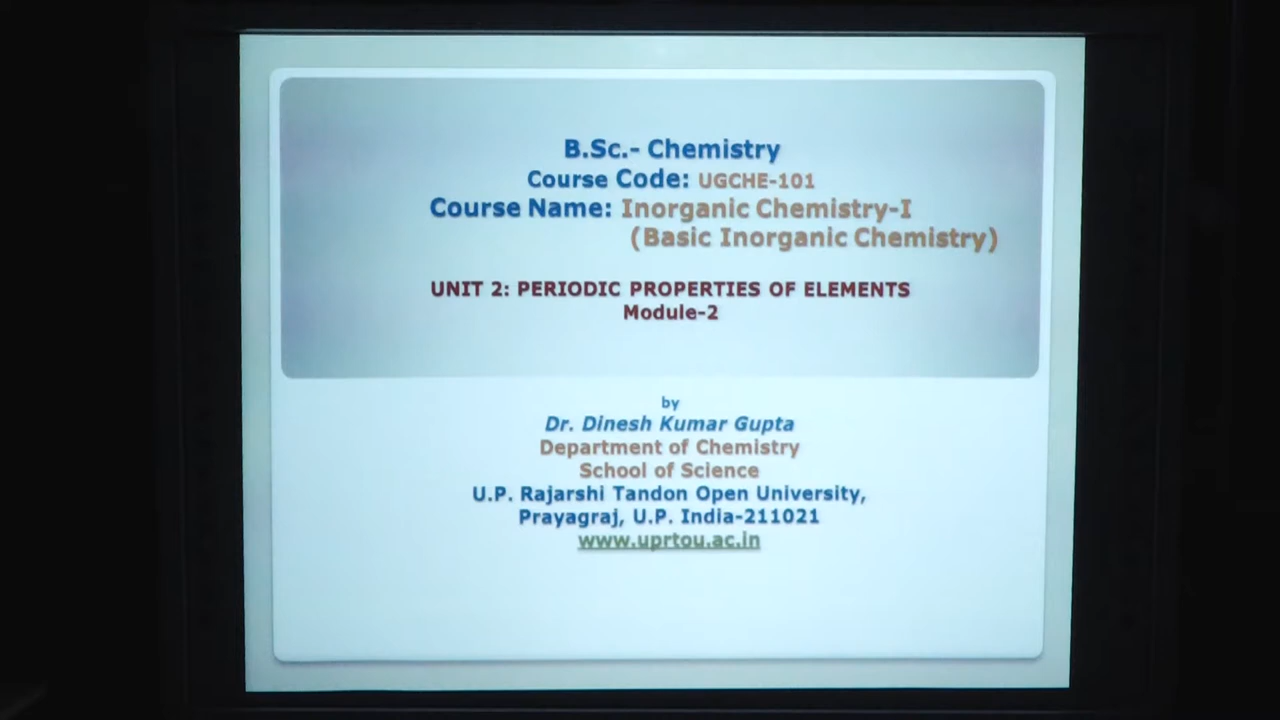 B.Sc.- Chemistry
Course Code: UGCHE-101
Course Name: Inorganic Chemistry-I
(Basic Inorganic Chemistry)
UNIT 2: PERIODIC PROPERTIES OF ELEMENTS
Module-2
by
Dr. Dinesh Kumar Gupta
Department of Chemistry
School of Science
U.P. Rajarshi Tandon Open University,
Prayagraj, U.P. India-211021
www.uprtou.ac.in